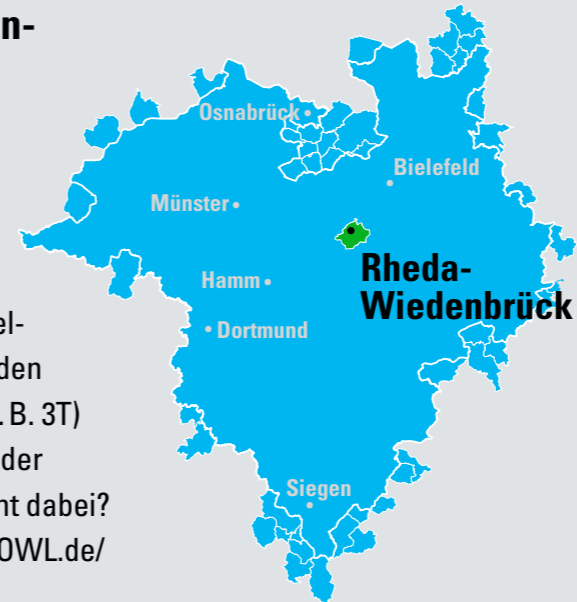 n-
Osnabrück
Bielefeld
Münster
Rheda-
Wiedenbrück
Hamm
Dortmund
el-
den
. B. 3T)
der
Siegen
nt dabei?
OWL.de/